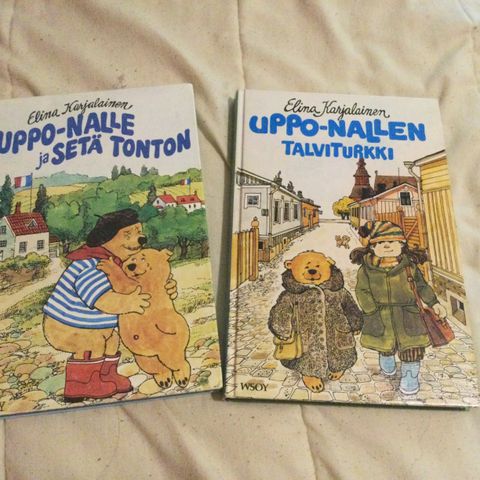 Elina Karjalainen
UPPO-NALLE
ja SETÄ TONTON
Elina Karjalainen
UPPO-NALLEN
TALVITURKKI
WSOY